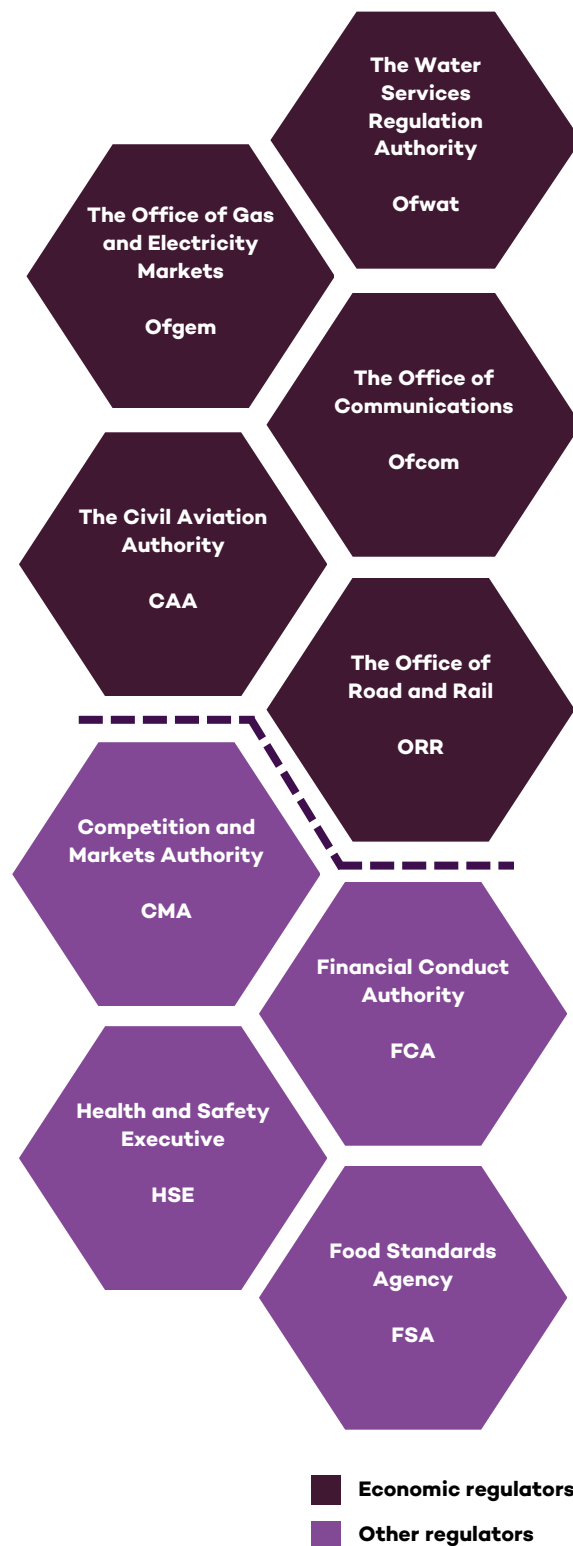 The Water
Services
Regulation
Authority
Ofwat
The Office of Gas
and Electricity
Markets
Ofgem
The Office of
Communications
Ofcom
The Civil Aviation
Authority
CAA
The Office of
Road and Rail
ORR
Competition and
Markets Authority
CMA
Financial Conduct
Authority
FCA
Health and Safety
Executive
HSE
Food Standards
Agency
FSA
Economic regulators
Other regulators